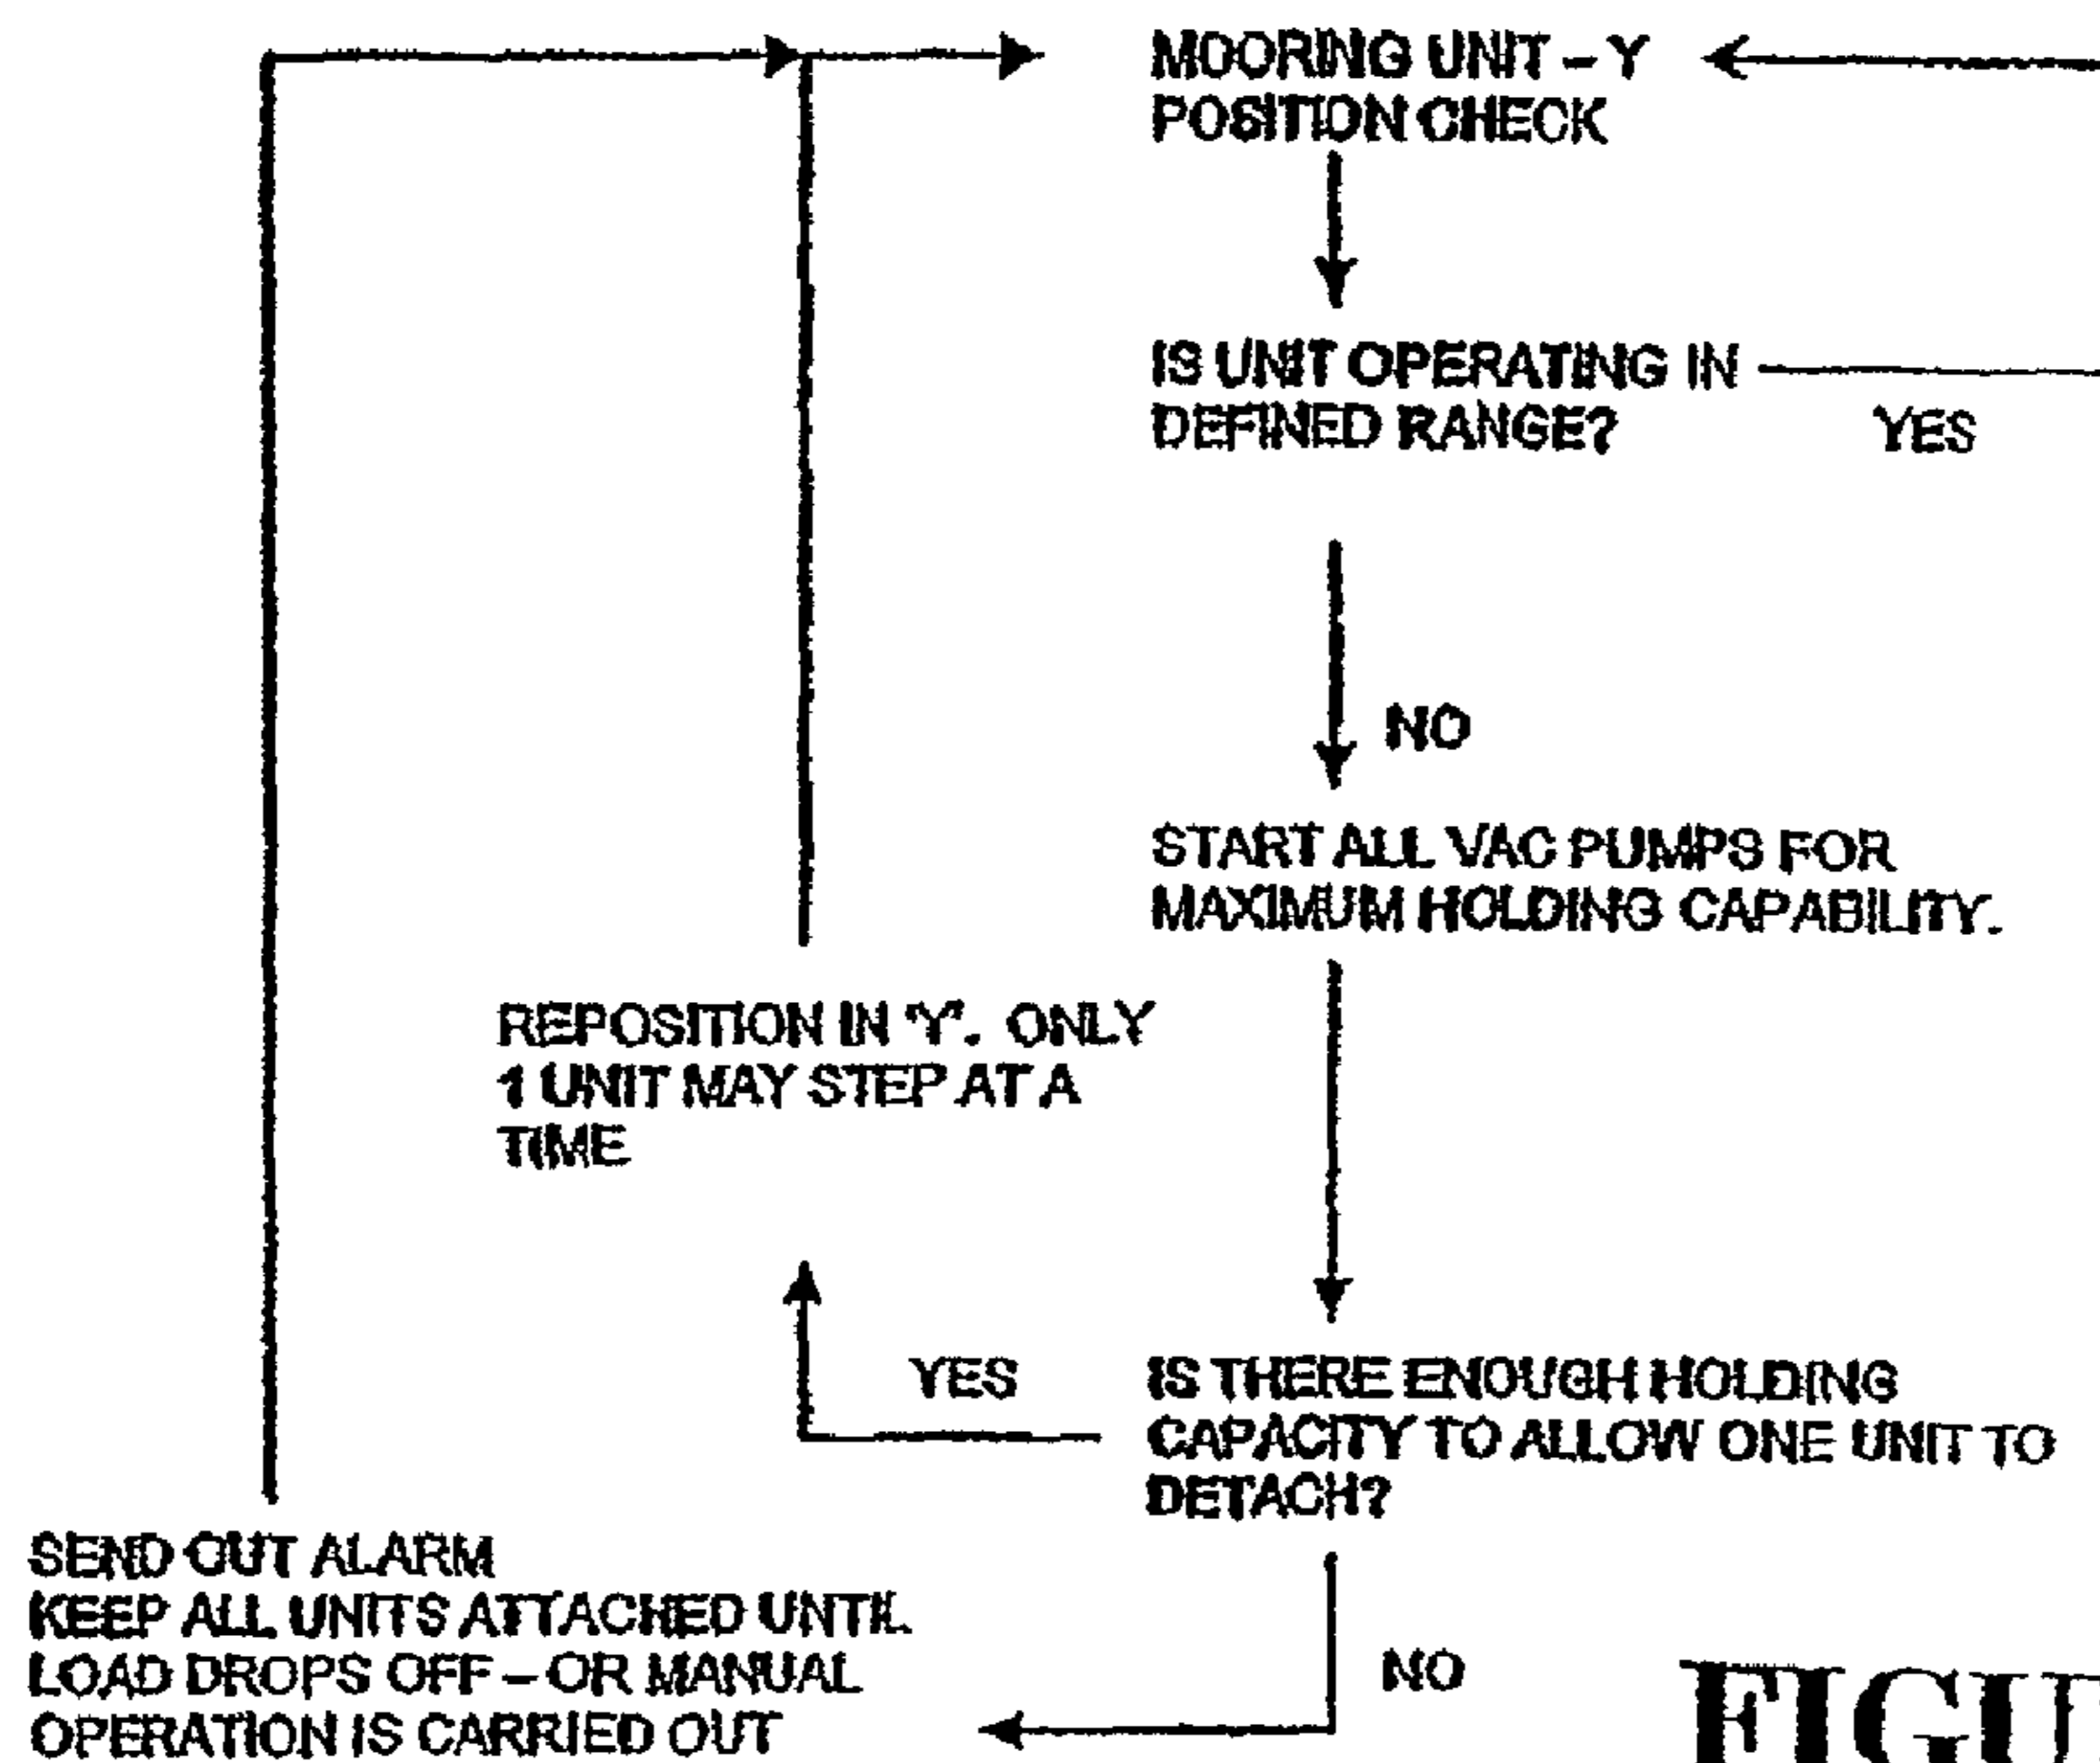 MOORING UNIT – Y
POSITION CHECK
IS UNIT OPERATING IN
DEFINED RANGE?
YES
NO
START ALL VAC PUMPS FOR
MAXIMUM HOLDING CAPABILITY.
REPOSITION IN 'Y'. ONLY
1 UNIT MAY STEP AT A
TIME
YES
IS THERE ENOUGH HOLDING
CAPACITY TO ALLOW ONE UNIT TO
DETACH?
SEND OUT ALARM
KEEP ALL UNITS ATTACHED UNTIL
LOAD DROPS OFF – OR MANUAL
OPERATION IS CARRIED OUT
NO